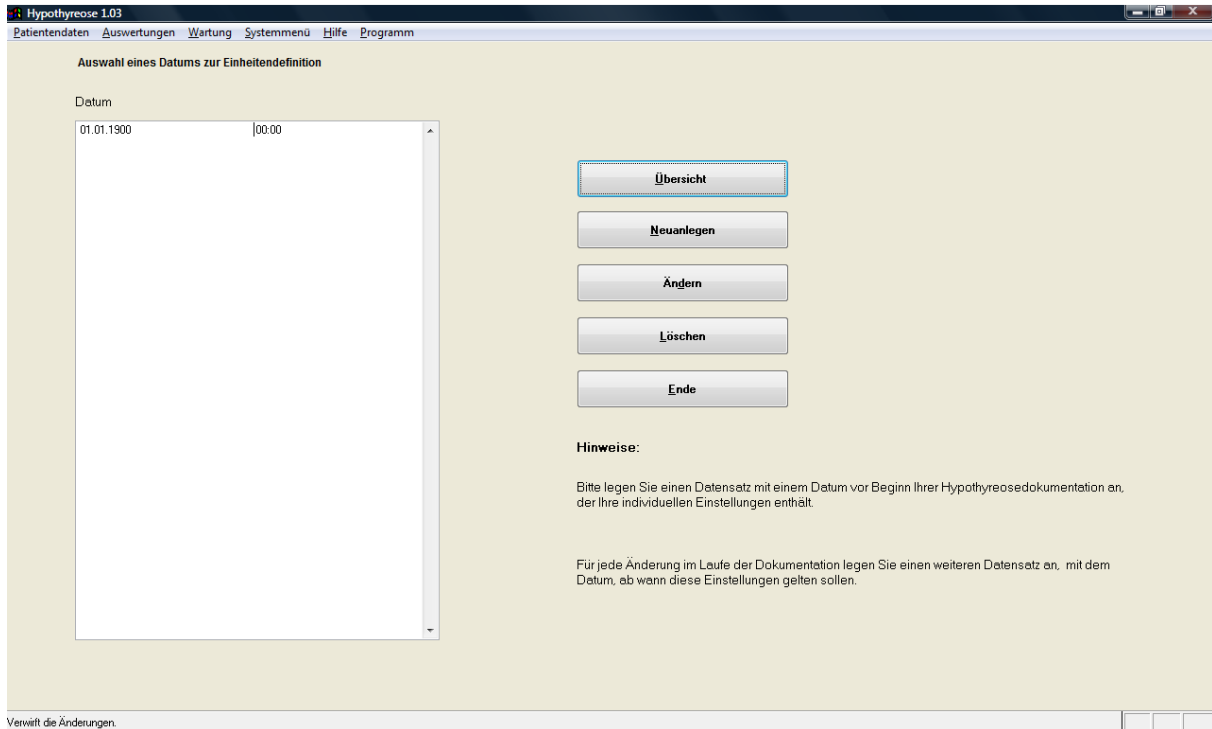 Hypothyreose 1.03
Patientendaten Auswertungen Wartung Systemmenü Hilfe Programm
Auswahl eines Datums zur Einheitendefinition
Datum
01.01.1900 00:00
Übersicht
Neuanlegen
Ändern
Löschen
Ende
Hinweise:
Bitte legen Sie einen Datensatz mit einem Datum vor Beginn Ihrer Hypothyreosedokumentation an,
der Ihre individuellen Einstellungen enthält.
Für jede Änderung im Laufe der Dokumentation legen Sie einen weiteren Datensatz an, mit dem
Datum, ab wann diese Einstellungen gelten sollen.
Verwirft die Änderungen.